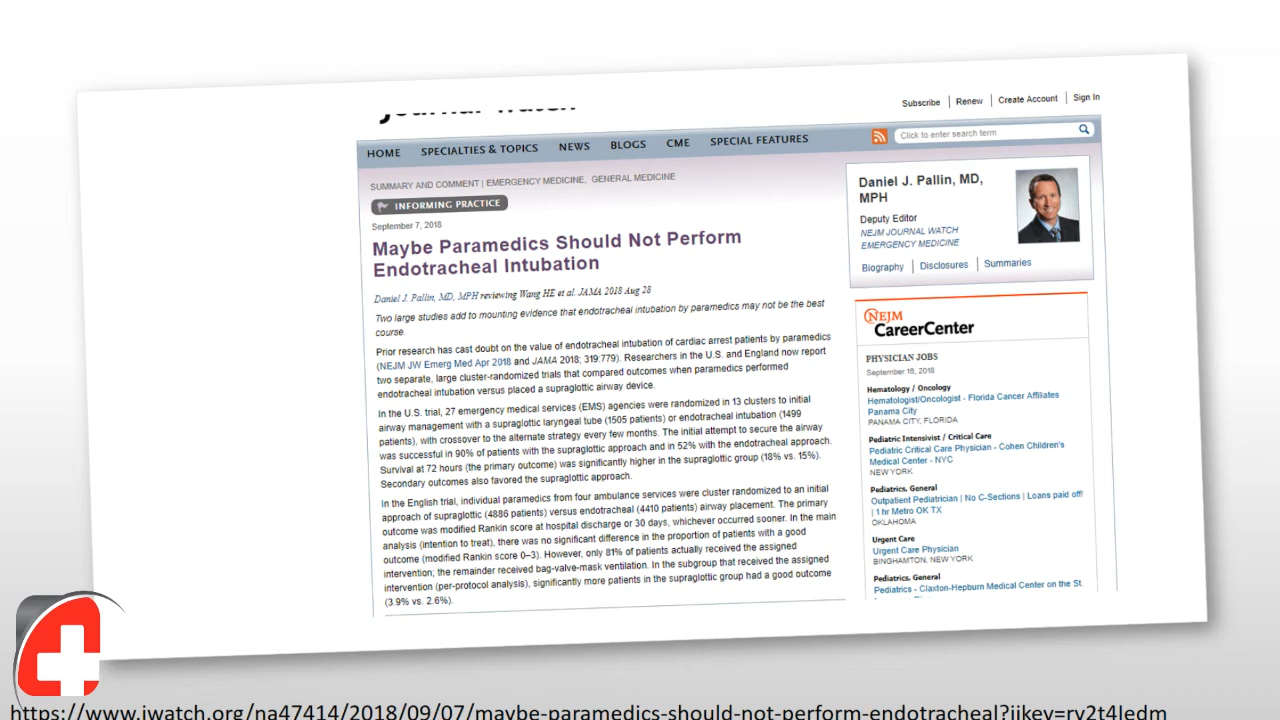 Journal Watch
Subscribe | Renew | Create Account | Sign In
HOME SPECIALTIES & TOPICS NEWS BLOGS CME SPECIAL FEATURES
Click to enter search term
SUMMARY AND COMMENT | EMERGENCY MEDICINE, GENERAL MEDICINE
INFORMING PRACTICE
September 7, 2018
Maybe Paramedics Should Not Perform
Endotracheal Intubation
Daniel J. Pallin, MD, MPH reviewing Wang HE et al. JAMA 2018 Aug 28
Two large studies add to mounting evidence that endotracheal intubation by paramedics may not be the best
course.
Prior research has cast doubt on the value of endotracheal intubation of cardiac arrest patients by paramedics
(NEJM JW Emerg Med Apr 2018 and JAMA 2018; 319:779). Researchers in the U.S. and England now report
two separate, large cluster-randomized trials that compared outcomes when paramedics performed
endotracheal intubation versus placed a supraglottic airway device.
In the U.S. trial, 27 emergency medical services (EMS) agencies were randomized in 13 clusters to initial
airway management with a supraglottic laryngeal tube (1505 patients) or endotracheal intubation (1499
patients), with crossover to the alternate strategy every few months. The initial attempt to secure the airway
was successful in 90% of patients with the supraglottic approach and in 52% with the endotracheal approach.
Survival at 72 hours (the primary outcome) was significantly higher in the supraglottic group (18% vs. 15%).
Secondary outcomes also favored the supraglottic approach.
In the English trial, individual paramedics from four ambulance services were cluster randomized to an initial
approach of supraglottic (4886 patients) versus endotracheal (4410 patients) airway placement. The primary
outcome was modified Rankin score at hospital discharge or 30 days, whichever occurred sooner. In the main
analysis (intention to treat), there was no significant difference in the proportion of patients with a good
outcome (modified Rankin score 0–3). However, only 81% of patients actually received the assigned
intervention; the remainder received bag-valve-mask ventilation. In the subgroup that received the assigned
intervention (per-protocol analysis), significantly more patients in the supraglottic group had a good outcome
(3.9% vs. 2.6%).
Daniel J. Pallin, MD,
MPH
Deputy Editor
NEJM JOURNAL WATCH
EMERGENCY MEDICINE
Biography | Disclosures | Summaries
NEJM
CareerCenter
PHYSICIAN JOBS
September 16, 2018
Hematology / Oncology
Hematologist/Oncologist - Florida Cancer Affiliates
Panama City
PANAMA CITY, FLORIDA
Pediatric Intensivist / Critical Care
Pediatric Critical Care Physician - Cohen Children's
Medical Center - NYC
NEW YORK
Pediatrics, General
Outpatient Pediatrician | No C-Sections | Loans paid off!
| 1 hr Metro OK TX
OKLAHOMA
Urgent Care
Urgent Care Physician
BINGHAMTON, NEW YORK
Pediatrics, General
Pediatrics - Claxton-Hepburn Medical Center on the St.
https://www.jwatch.org/na47414/2018/09/07/maybe-paramedics-should-not-perform-endotracheal?ijkey=ry2t4Iedm